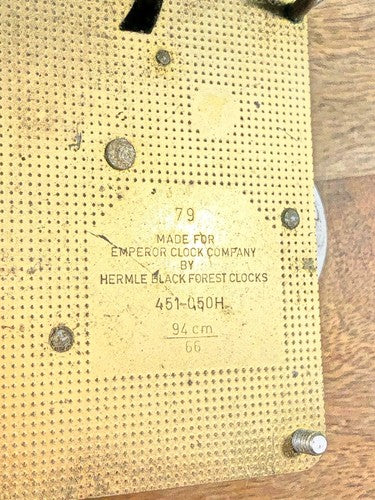 79
MADE FOR
EMPEROR CLOCK COMPANY
BY
HERMLE BLACK FOREST CLOCKS
451-050H
94 cm
66